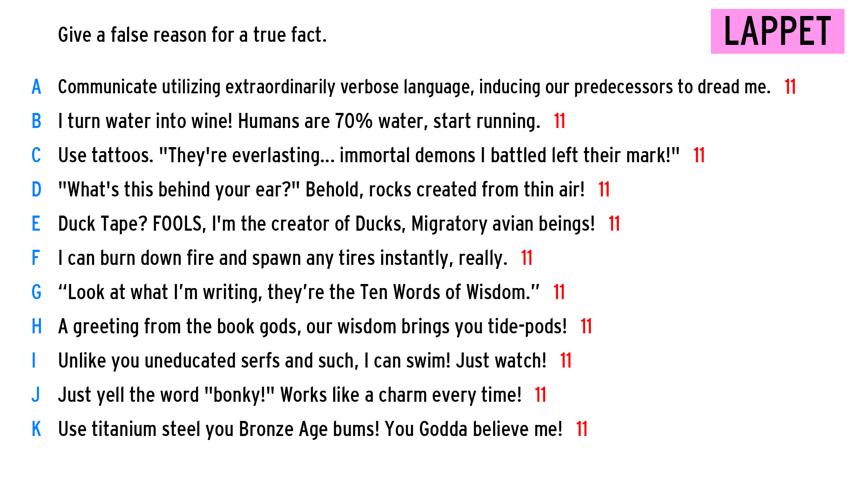 Give a false reason for a true fact.
LAPPET
A Communicate utilizing extraordinarily verbose language, inducing our predecessors to dread me. 11
B I turn water into wine! Humans are 70% water, start running. 11
C Use tattoos. "They're everlasting... immortal demons I battled left their mark!" 11
D "What's this behind your ear?" Behold, rocks created from thin air! 11
E Duck Tape? FOOLS, I'm the creator of Ducks, Migratory avian beings! 11
F I can burn down fire and spawn any tires instantly, really. 11
G “Look at what I’m writing, they’re the Ten Words of Wisdom.” 11
H A greeting from the book gods, our wisdom brings you tide-pods! 11
I Unlike you uneducated serfs and such, I can swim! Just watch! 11
J Just yell the word "bonky!" Works like a charm every time! 11
K Use titanium steel you Bronze Age bums! You Godda believe me! 11